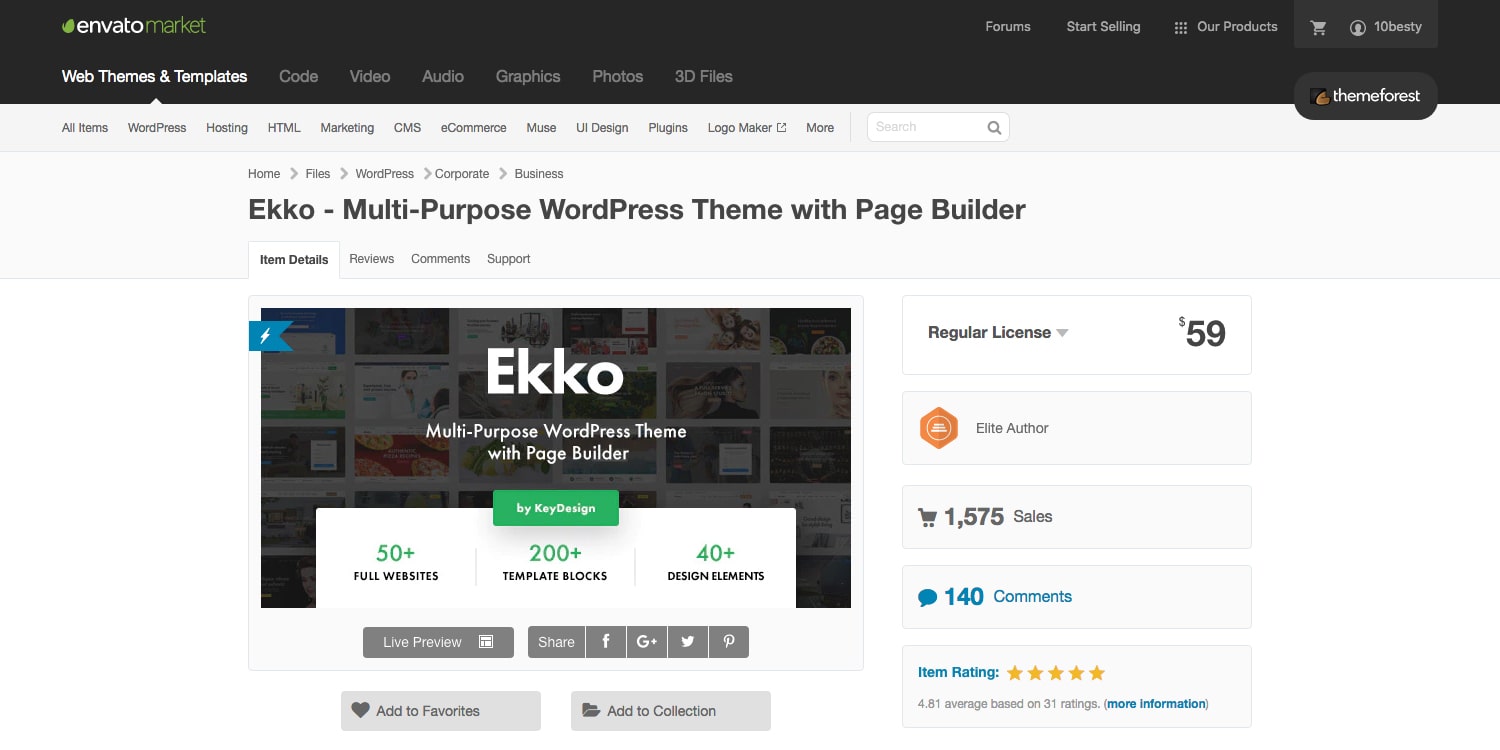 envato market
Forums
Start Selling
Our Products
10besty
Web Themes & Templates
Code
Video
Audio
Graphics
Photos
3D Files
themeforest
All Items
WordPress
Hosting
HTML
Marketing
CMS
eCommerce
Muse
UI Design
Plugins
Logo Maker
More
Search
Home
Files
WordPress
Corporate
Business
Ekko - Multi-Purpose WordPress Theme with Page Builder
Item Details
Reviews
Comments
Support
Ekko
Multi-Purpose WordPress Theme
with Page Builder
by KeyDesign
50+
FULL WEBSITES
200+
TEMPLATE BLOCKS
40+
DESIGN ELEMENTS
Live Preview
Share
f
G+
Add to Favorites
Add to Collection
Regular License
$59
Elite Author
1,575 Sales
140 Comments
Item Rating:
4.81 average based on 31 ratings. (more information)